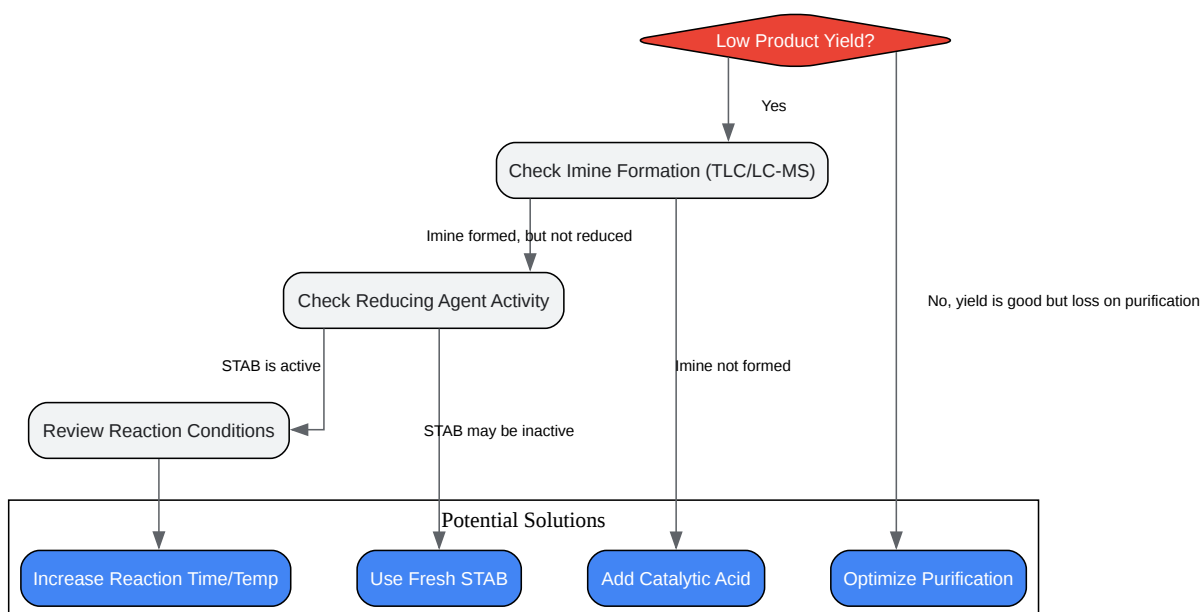 Low Product Yield?
Yes
Check Imine Formation (TLC/LC-MS)
Imine formed, but not reduced
Check Reducing Agent Activity
No, yield is good but loss on purification
STAB is active
Imine not formed
Review Reaction Conditions
STAB may be inactive
Potential Solutions
Increase Reaction Time/Temp
Use Fresh STAB
Add Catalytic Acid
Optimize Purification